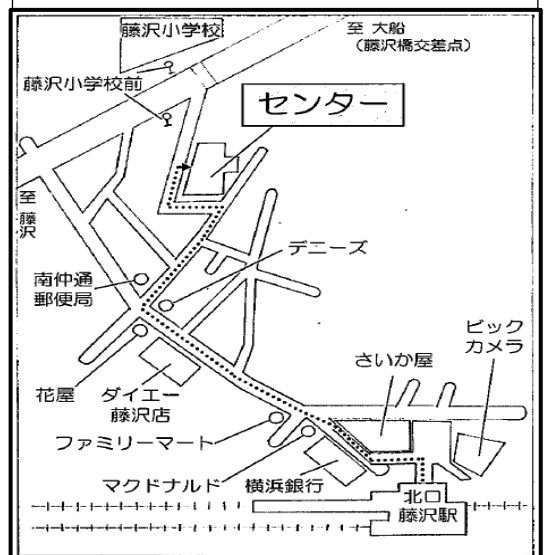 藤沢小学校
至 大船
(藤沢橋交差点)
藤沢小学校前
センター
至
藤
沢
デニーズ
南仲通
郵便局
ビック
カメラ
さいか屋
花屋
ダイエー
藤沢店
ファミリーマート
マクドナルド
横浜銀行
北口
藤沢駅